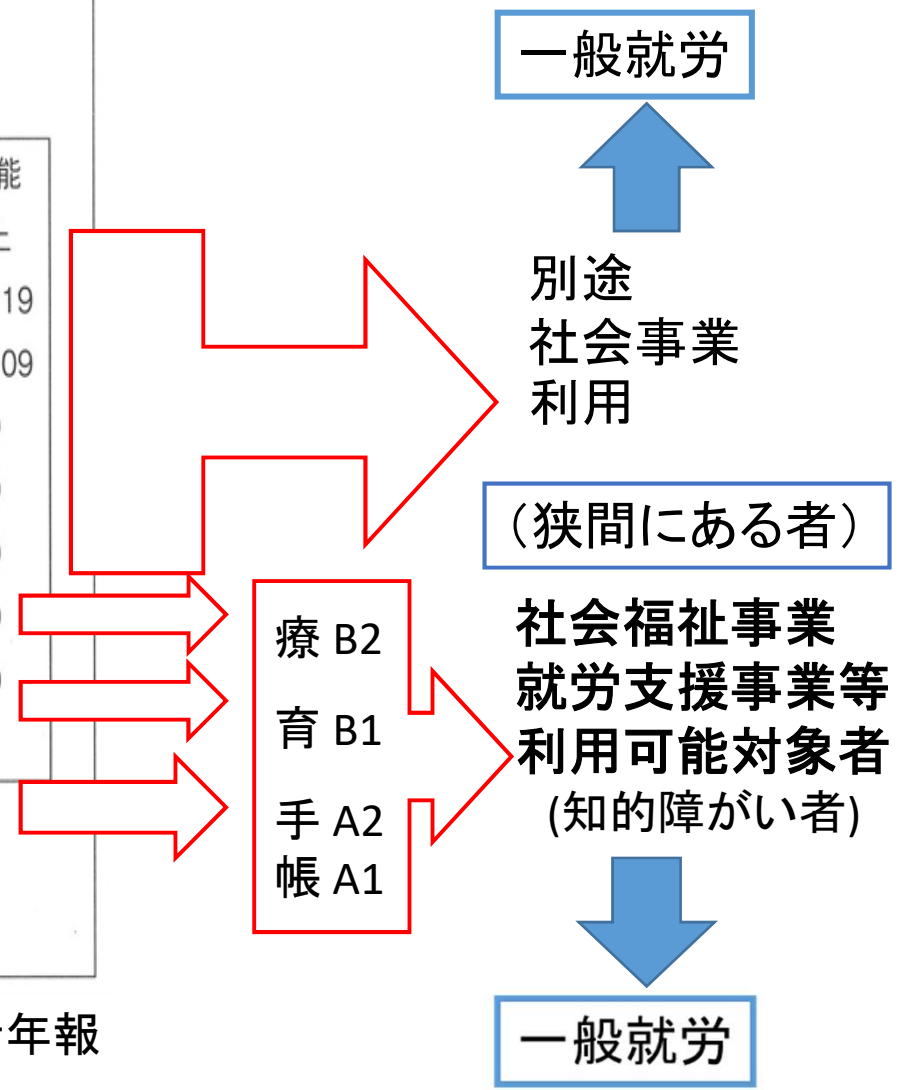 一般就労
能
19
09
別途
社会事業
利用
（狭間にある者）
療 B2
育 B1
手 A2
帳 A1
社会福祉事業
就労支援事業等
利用可能対象者
(知的障がい者)
年報
一般就労